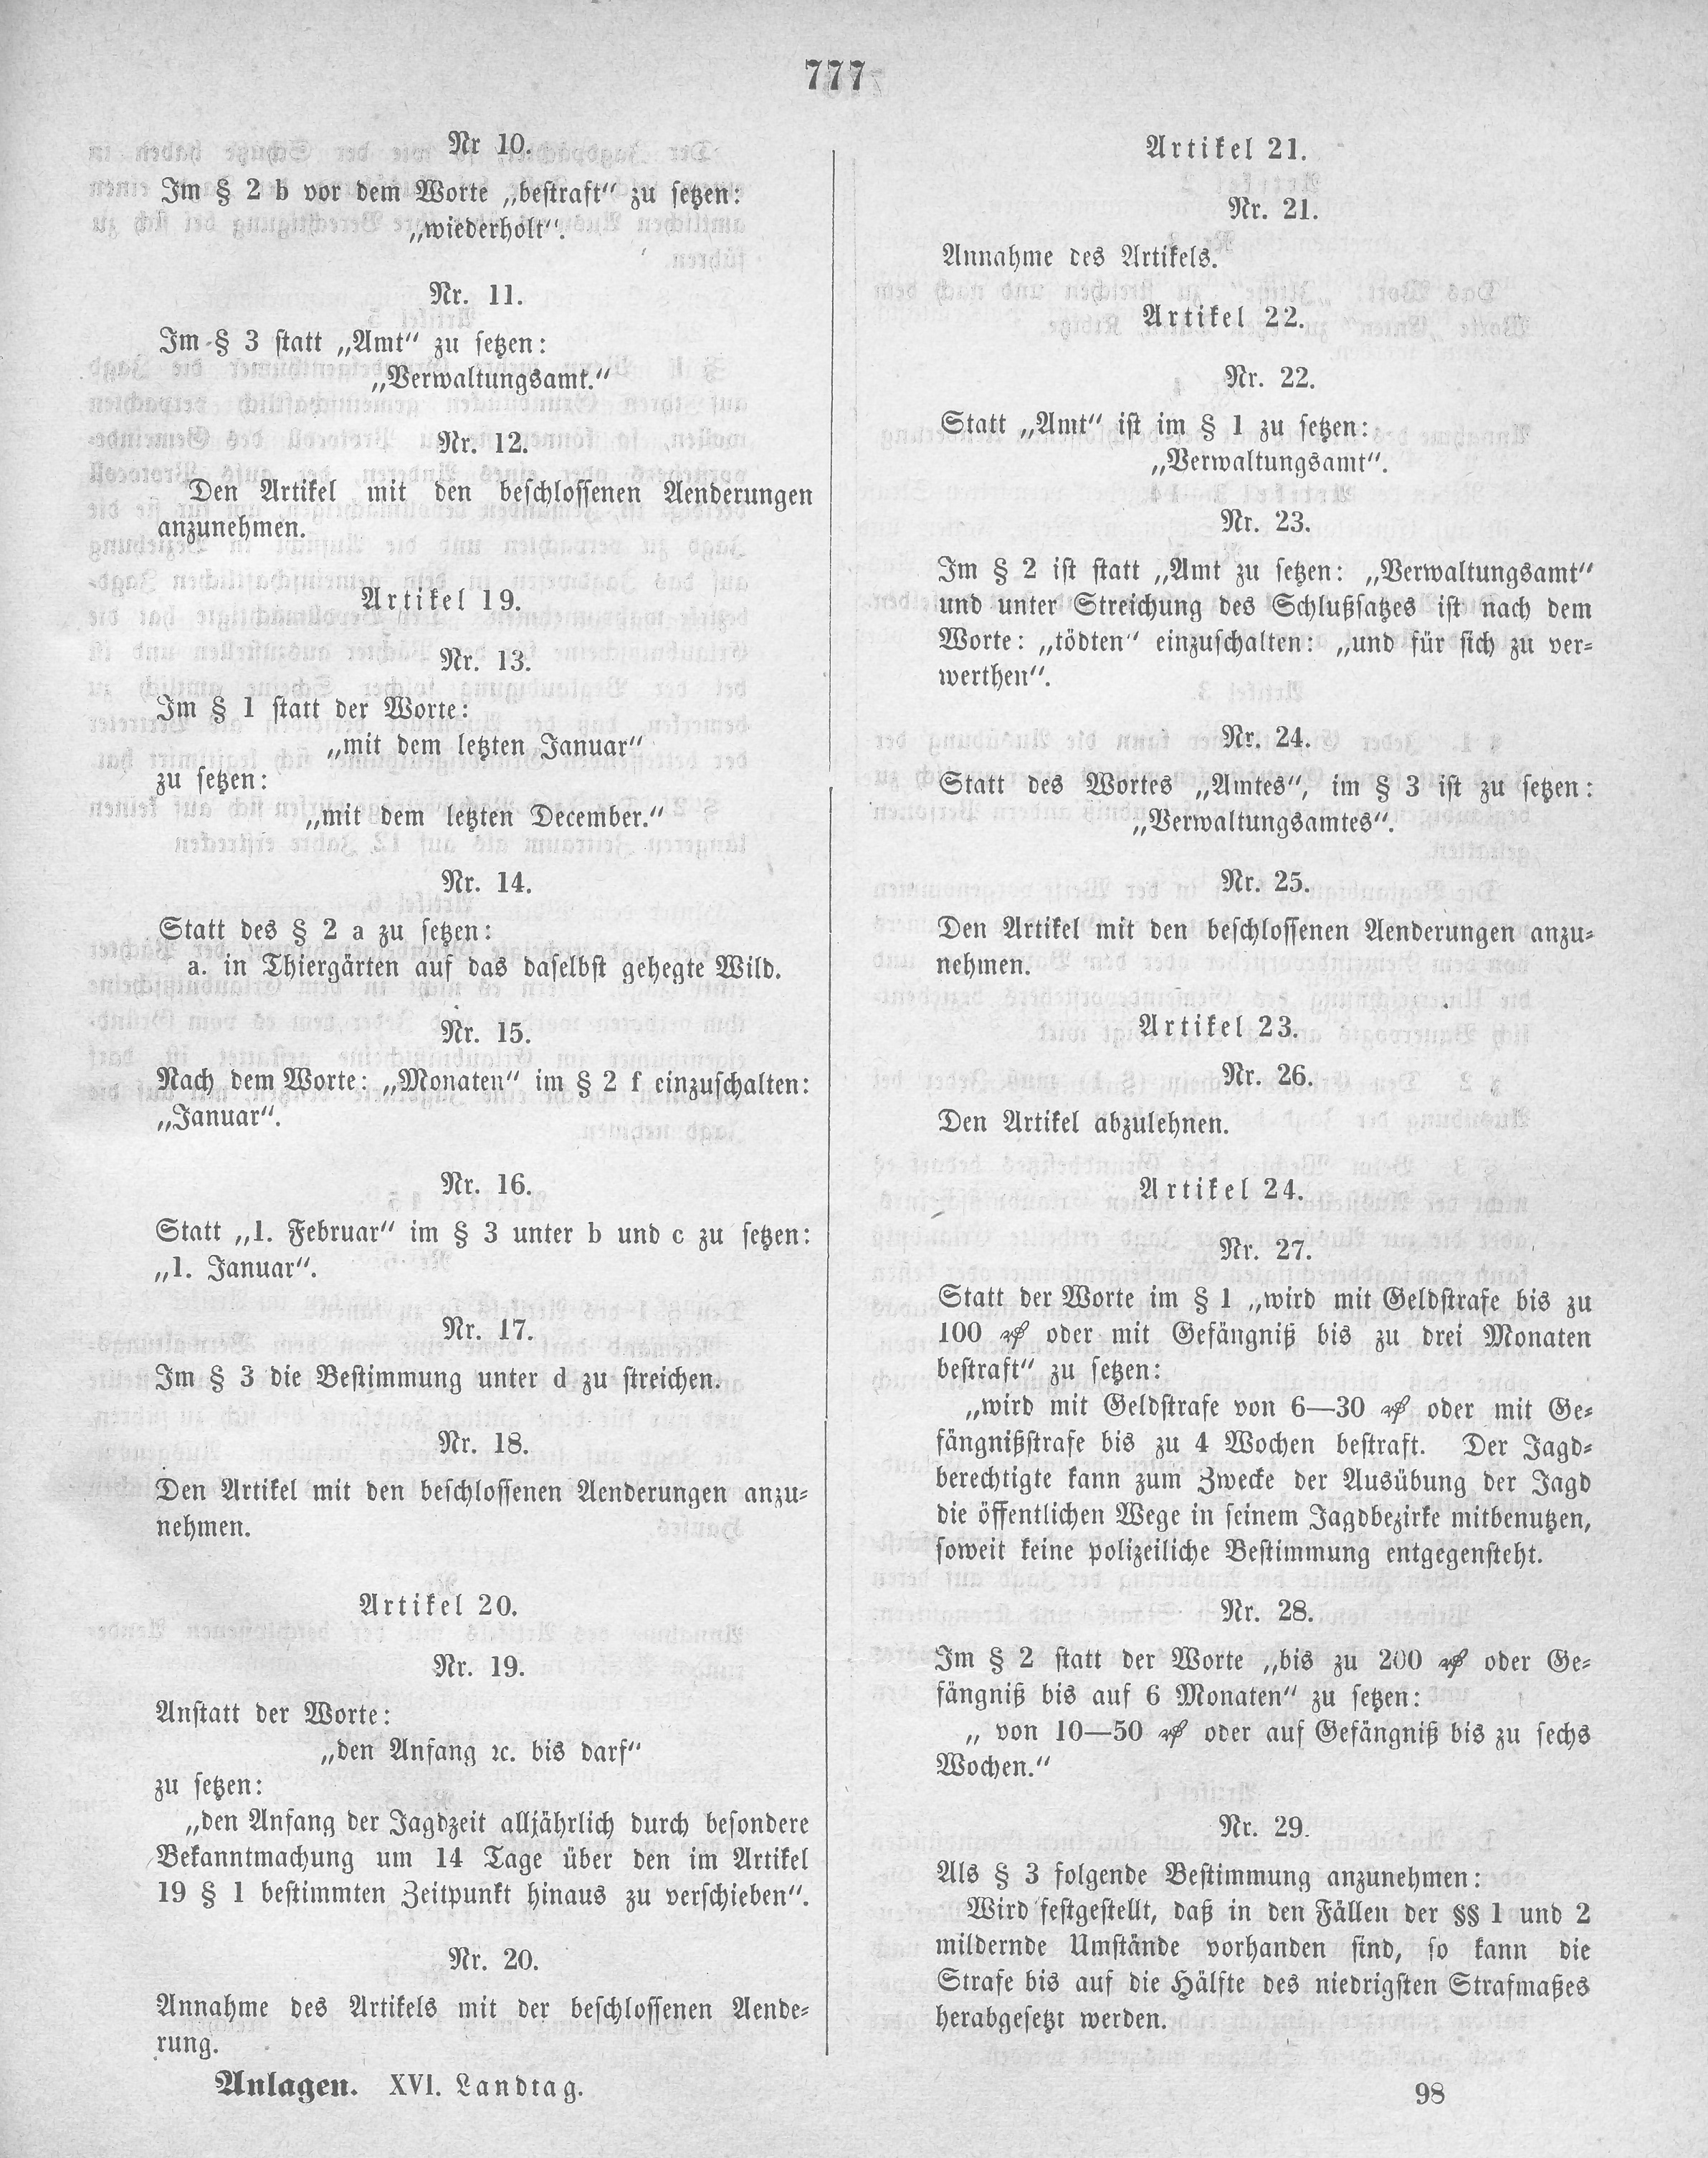 777
Nr 10.
Im § 2 b vor dem Worte „bestraft“ zu setzen:
„wiederholt“.
Nr. 11.
Im § 3 statt „Amt“ zu setzen:
„Verwaltungsamt.“
Nr. 12.
Den Artikel mit den beschlossenen Aenderungen
anzunehmen.
Artikel 19.
Nr. 13.
Im § 1 statt der Worte:
„mit dem letzten Januar“
zu setzen:
„mit dem letzten December.“
Nr. 14.
Statt des § 2 a zu setzen:
a. in Thiergärten auf das daselbst gehegte Wild.
Nr. 15.
Nach dem Worte: „Monaten“ im § 2 f einzuschalten:
„Januar“.
Nr. 16.
Statt „1. Februar“ im § 3 unter b und c zu setzen:
„1. Januar“.
Nr. 17.
Im § 3 die Bestimmung unter d zu streichen.
Nr. 18.
Den Artikel mit den beschlossenen Aenderungen anzu-
nehmen.
Artikel 20.
Nr. 19.
Anstatt der Worte:
„den Anfang ꝛc. bis darf“
zu setzen:
„den Anfang der Jagdzeit alljährlich durch besondere
Bekanntmachung um 14 Tage über den im Artikel
19 § 1 bestimmten Zeitpunkt hinaus zu verschieben“.
Nr. 20.
Annahme des Artikels mit der beschlossenen Aende-
rung.
Anlagen. XVI. Landtag.
Artikel 21.
Nr. 21.
Annahme des Artikels.
Artikel 22.
Nr. 22.
Statt „Amt“ ist im § 1 zu setzen:
„Verwaltungsamt“.
Nr. 23.
Im § 2 ist statt „Amt zu setzen: „Verwaltungsamt“
und unter Streichung des Schlußsatzes ist nach dem
Worte: „tödten“ einzuschalten: „und für sich zu ver-
werthen“.
Nr. 24.
Statt des Wortes „Amtes“, im § 3 ist zu setzen:
„Verwaltungsamtes“.
Nr. 25.
Den Artikel mit den beschlossenen Aenderungen anzu-
nehmen.
Artikel 23.
Nr. 26.
Den Artikel abzulehnen.
Artikel 24.
Nr. 27.
Statt der Worte im § 1 „wird mit Geldstrafe bis zu
100 ₰ oder mit Gefängniß bis zu drei Monaten
bestraft“ zu setzen:
„wird mit Geldstrafe von 6—30 ₰ oder mit Ge-
fängnißstrafe bis zu 4 Wochen bestraft. Der Jagd-
berechtigte kann zum Zwecke der Ausübung der Jagd
die öffentlichen Wege in seinem Jagdbezirke mitbenutzen,
soweit keine polizeiliche Bestimmung entgegensteht.
Nr. 28.
Im § 2 statt der Worte „bis zu 200 ₰ oder Ge-
fängniß bis auf 6 Monaten“ zu setzen:
„ von 10—50 ₰ oder auf Gefängniß bis zu sechs
Wochen.“
Nr. 29.
Als § 3 folgende Bestimmung anzunehmen:
Wird festgestellt, daß in den Fällen der §§ 1 und 2
mildernde Umstände vorhanden sind, so kann die
Strafe bis auf die Hälfte des niedrigsten Strafmaßes
herabgesetzt werden.
98